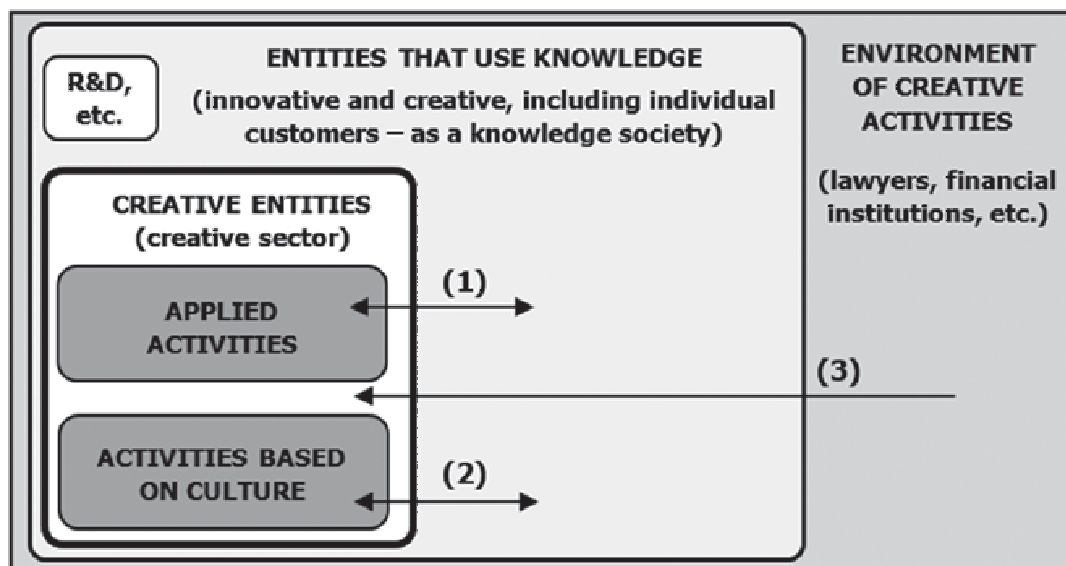 R&D,
etc.
ENTITIES THAT USE KNOWLEDGE
(innovative and creative, including individual
customers – as a knowledge society)
ENVIRONMENT
OF CREATIVE
ACTIVITIES
(lawyers, financial
institutions, etc.)
CREATIVE ENTITIES
(creative sector)
APPLIED
ACTIVITIES
(1)
(3)
ACTIVITIES BASED
ON CULTURE
(2)